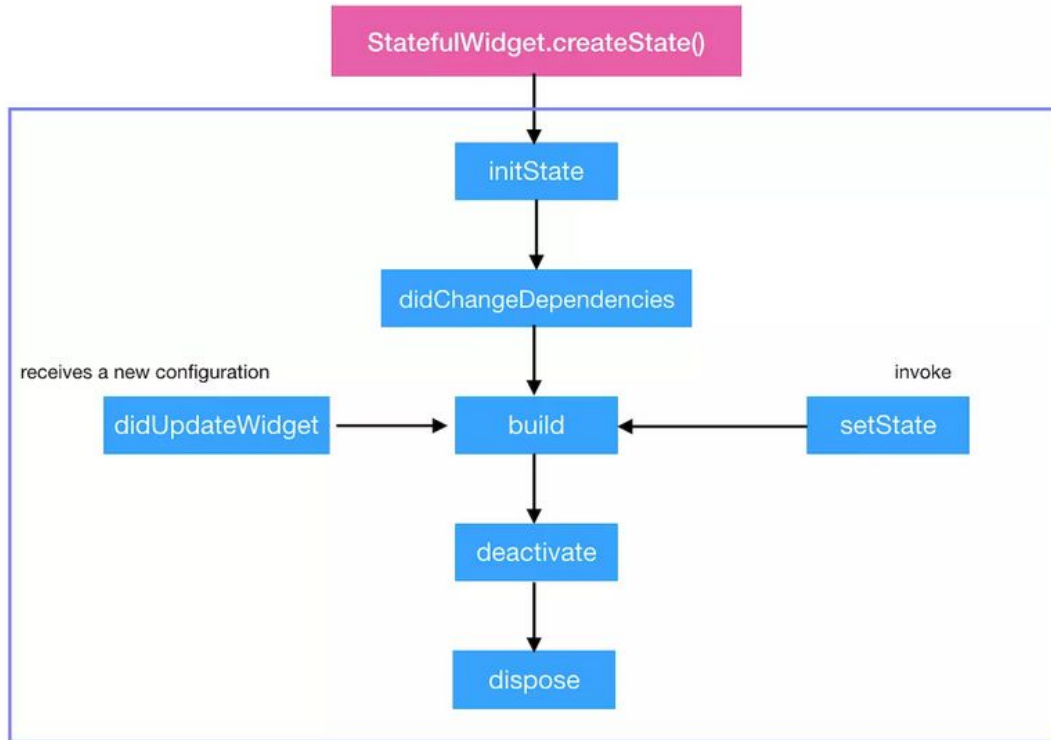 StatefulWidget.createState()
initState
didChangeDependencies
receives a new configuration
invoke
didUpdateWidget
build
setState
deactivate
dispose